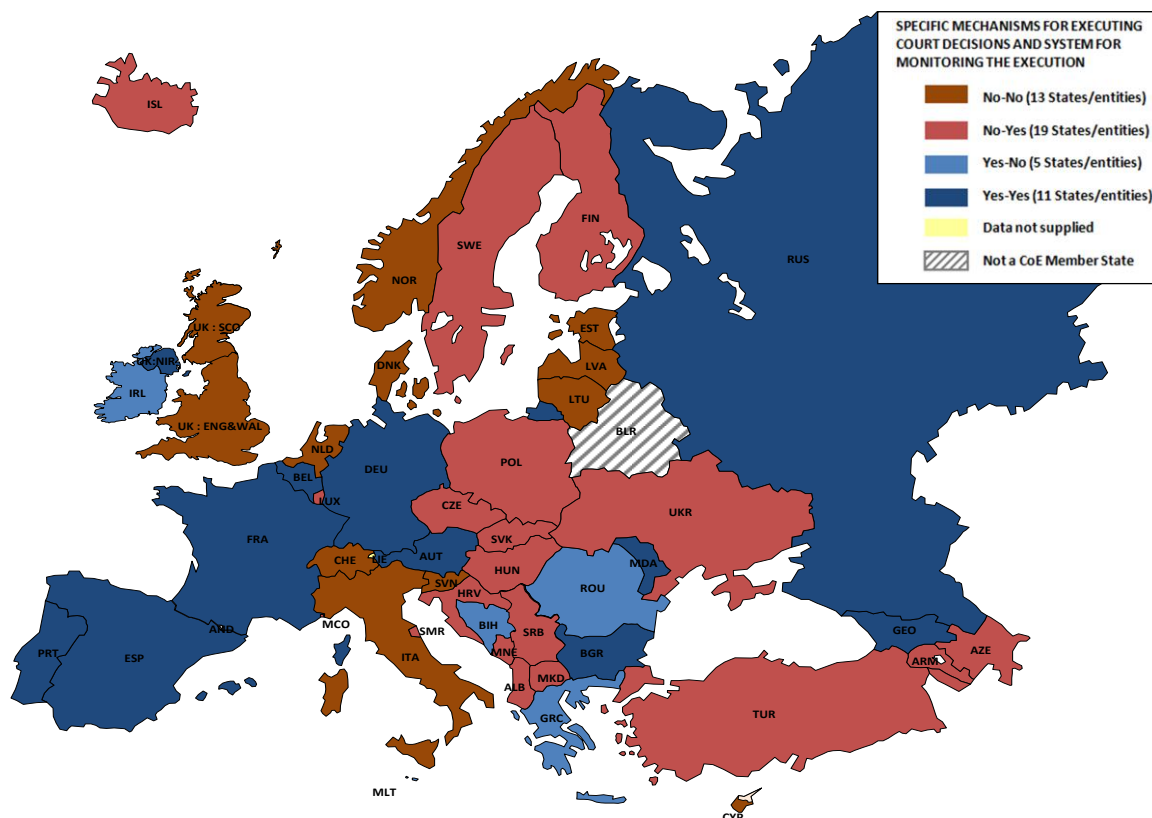 SPECIFIC MECHANISMS FOR EXECUTING
COURT DECISIONS AND SYSTEM FOR
MONITORING THE EXECUTION
No-No (13 States/entities)
No-Yes (19 States/entities)
Yes-No (5 States/entities)
Yes-Yes (11 States/entities)
Data not supplied
Not a CoE Member State
ISL
FIN
SWE
RUS
NOR
UK : SCO
EST
UK:NIR
DNK
LVA
IRL
LTU
UK : ENG&WAL
BLR
NLD
POL
DEU
BEL
LUX
CZE
UKR
FRA
SVK
CHE
LIE
AUT
MDA
HUN
SVN
ROU
HRV
MCO
BIH
SMR
SRB
AND
GEO
PRT
ESP
ITA
MNE
BGR
AZE
ARM
ALB
MKD
GRC
TUR
MLT
CYP